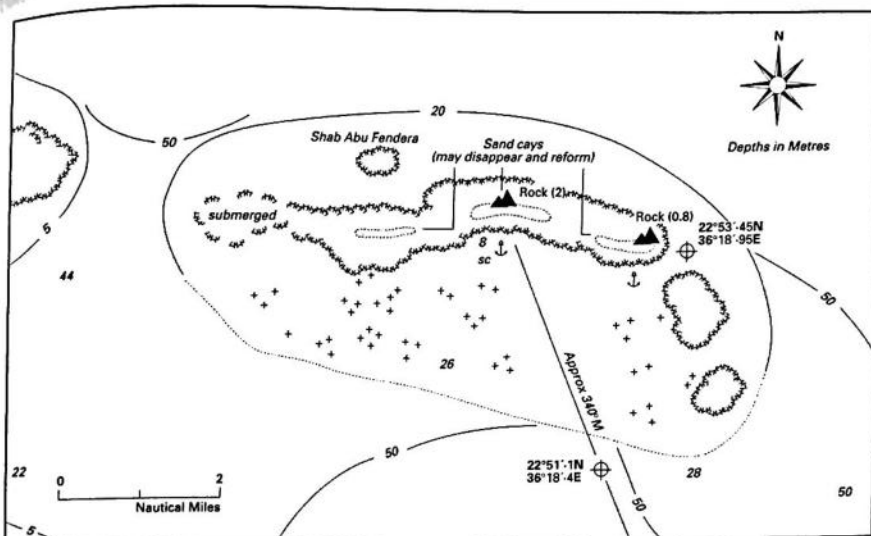 N
Depths in Metres
20
50
Shab Abu Fendera
Sand cays
(may disappear and reform)
Rock (2)
Rock (0.8)
submerged
22°53´·45N
36°18´·95E
5
44
8
sc
50
26
Approx 340°M
50
22°51´·1N
36°18´·4E
28
50
50
22
0
2
Nautical Miles
5